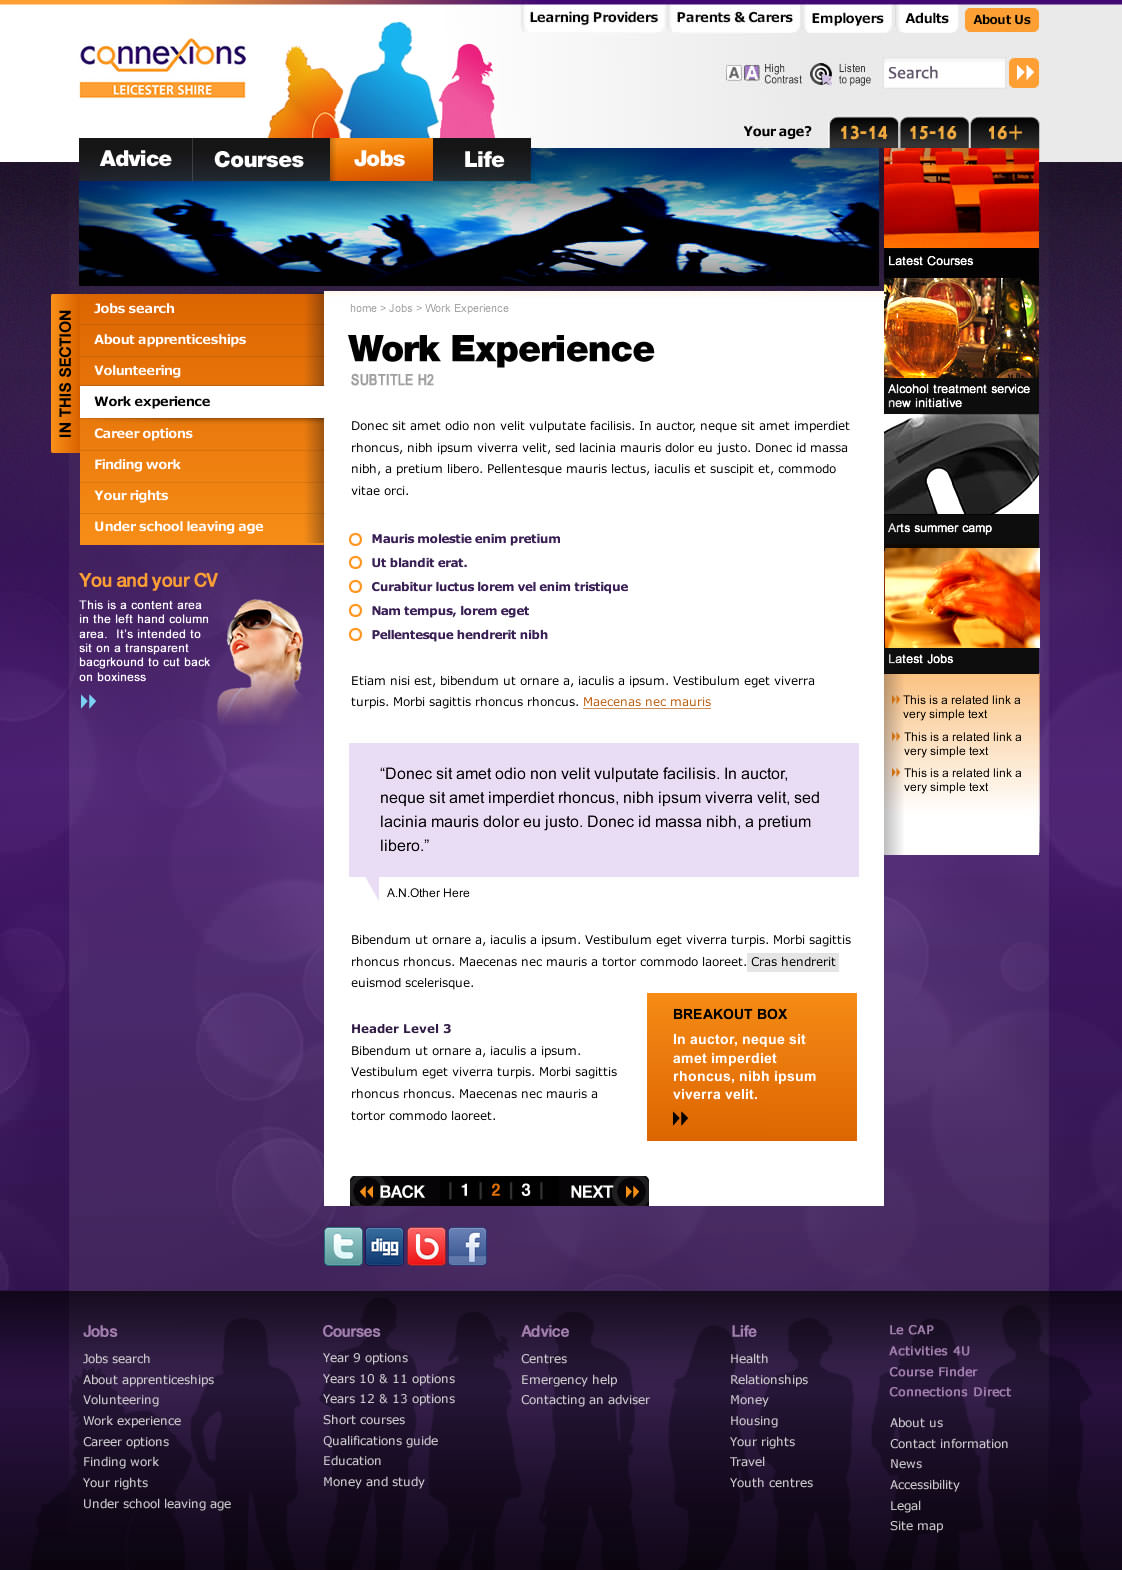 Learning Providers
Parents & Carers
Employers
Adults
About Us
connexions
LEICESTER SHIRE
A A High
Contrast
Listen
to page
Search
Your age?
13-14
15-16
16+
Advice
Courses
Jobs
Life
IN THIS SECTION
Jobs search
About apprenticeships
Volunteering
Work experience
Career options
Finding work
Your rights
Under school leaving age
You and your CV
This is a content area
in the left hand column
area. It's intended to
sit on a transparent
bacgrkound to cut back
on boxiness
home > Jobs > Work Experience
Work Experience
SUBTITLE H2
Donec sit amet odio non velit vulputate facilisis. In auctor, neque sit amet imperdiet
rhoncus, nibh ipsum viverra velit, sed lacinia mauris dolor eu justo. Donec id massa
nibh, a pretium libero. Pellentesque mauris lectus, iaculis et suscipit et, commodo
vitae orci.
Mauris molestie enim pretium
Ut blandit erat.
Curabitur luctus lorem vel enim tristique
Nam tempus, lorem eget
Pellentesque hendrerit nibh
Etiam nisi est, bibendum ut ornare a, iaculis a ipsum. Vestibulum eget viverra
turpis. Morbi sagittis rhoncus rhoncus. Maecenas nec mauris
“Donec sit amet odio non velit vulputate facilisis. In auctor,
neque sit amet imperdiet rhoncus, nibh ipsum viverra velit, sed
lacinia mauris dolor eu justo. Donec id massa nibh, a pretium
libero.”
A.N.Other Here
Bibendum ut ornare a, iaculis a ipsum. Vestibulum eget viverra turpis. Morbi sagittis
rhoncus rhoncus. Maecenas nec mauris a tortor commodo laoreet. Cras hendrerit
euismod scelerisque.
Header Level 3
Bibendum ut ornare a, iaculis a ipsum.
Vestibulum eget viverra turpis. Morbi sagittis
rhoncus rhoncus. Maecenas nec mauris a
tortor commodo laoreet.
BREAKOUT BOX
In auctor, neque sit
amet imperdiet
rhoncus, nibh ipsum
viverra velit.
BACK | 1 | 2 | 3 | NEXT
t digg b f
Latest Courses
Alcohol treatment service
new initiative
Arts summer camp
Latest Jobs
This is a related link a
very simple text
This is a related link a
very simple text
This is a related link a
very simple text
Jobs
Jobs search
About apprenticeships
Volunteering
Work experience
Career options
Finding work
Your rights
Under school leaving age
Courses
Year 9 options
Years 10 & 11 options
Years 12 & 13 options
Short courses
Qualifications guide
Education
Money and study
Advice
Centres
Emergency help
Contacting an adviser
Life
Health
Relationships
Money
Housing
Your rights
Travel
Youth centres
Le CAP
Activities 4U
Course Finder
Connections Direct
About us
Contact information
News
Accessibility
Legal
Site map